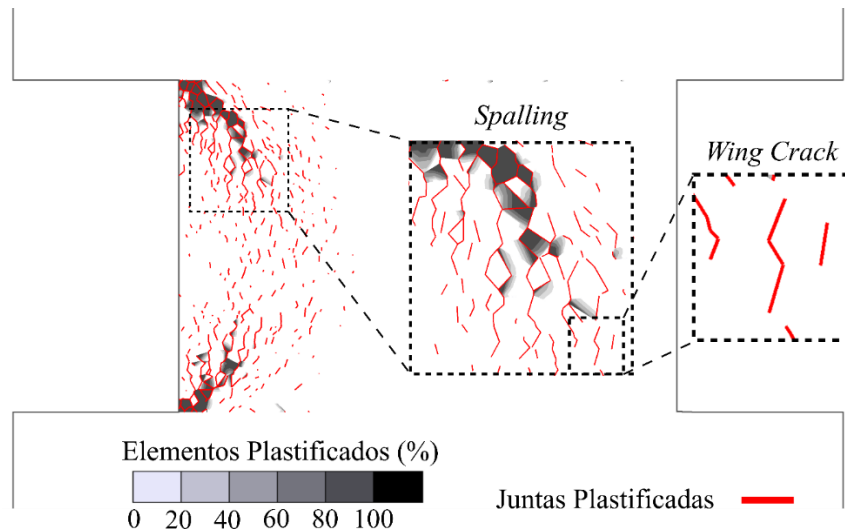 Spalling
Wing Crack
Elementos Plastificados (%)
0 20 40 60 80 100
Juntas Plastificadas